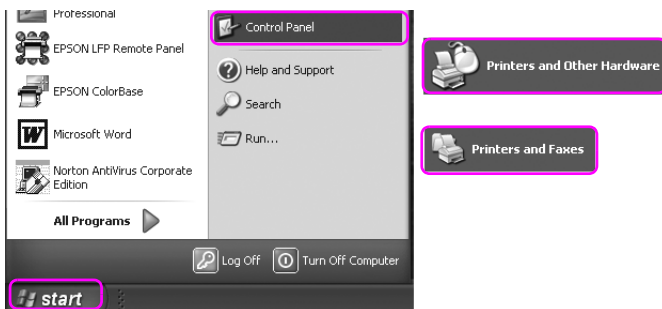 Professional
EPSON LFP Remote Panel
EPSON ColorBase
Microsoft Word
Norton AntiVirus Corporate
Edition
All Programs
Control Panel
Help and Support
Search
Run...
Log Off
Turn Off Computer
start
Printers and Other Hardware
Printers and Faxes